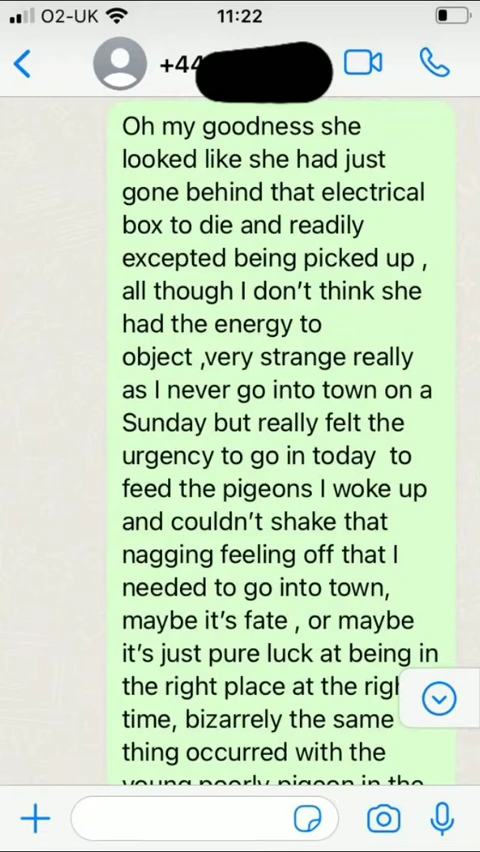 O2-UK
11:22
+44
Oh my goodness she
looked like she had just
gone behind that electrical
box to die and readily
excepted being picked up ,
all though I don’t think she
had the energy to
object ,very strange really
as I never go into town on a
Sunday but really felt the
urgency to go in today  to
feed the pigeons I woke up
and couldn’t shake that
nagging feeling off that I
needed to go into town,
maybe it’s fate , or maybe
it’s just pure luck at being in
the right place at the
time, bizarrely the same
thing occurred with the
young poorly pigeon in the